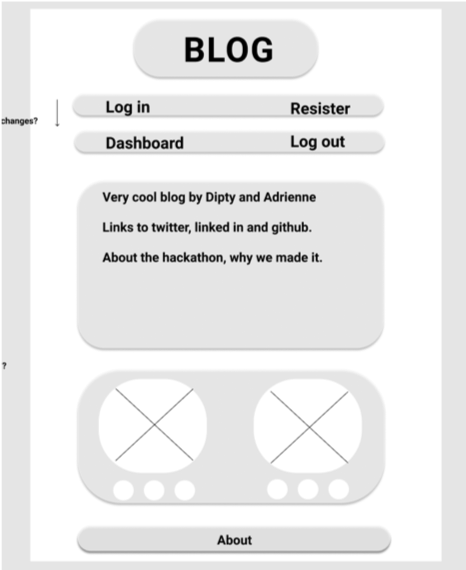 BLOG
Log in Resister
changes?
Dashboard Log out
Very cool blog by Dipty and Adrienne
Links to twitter, linked in and github.
About the hackathon, why we made it.
?
About